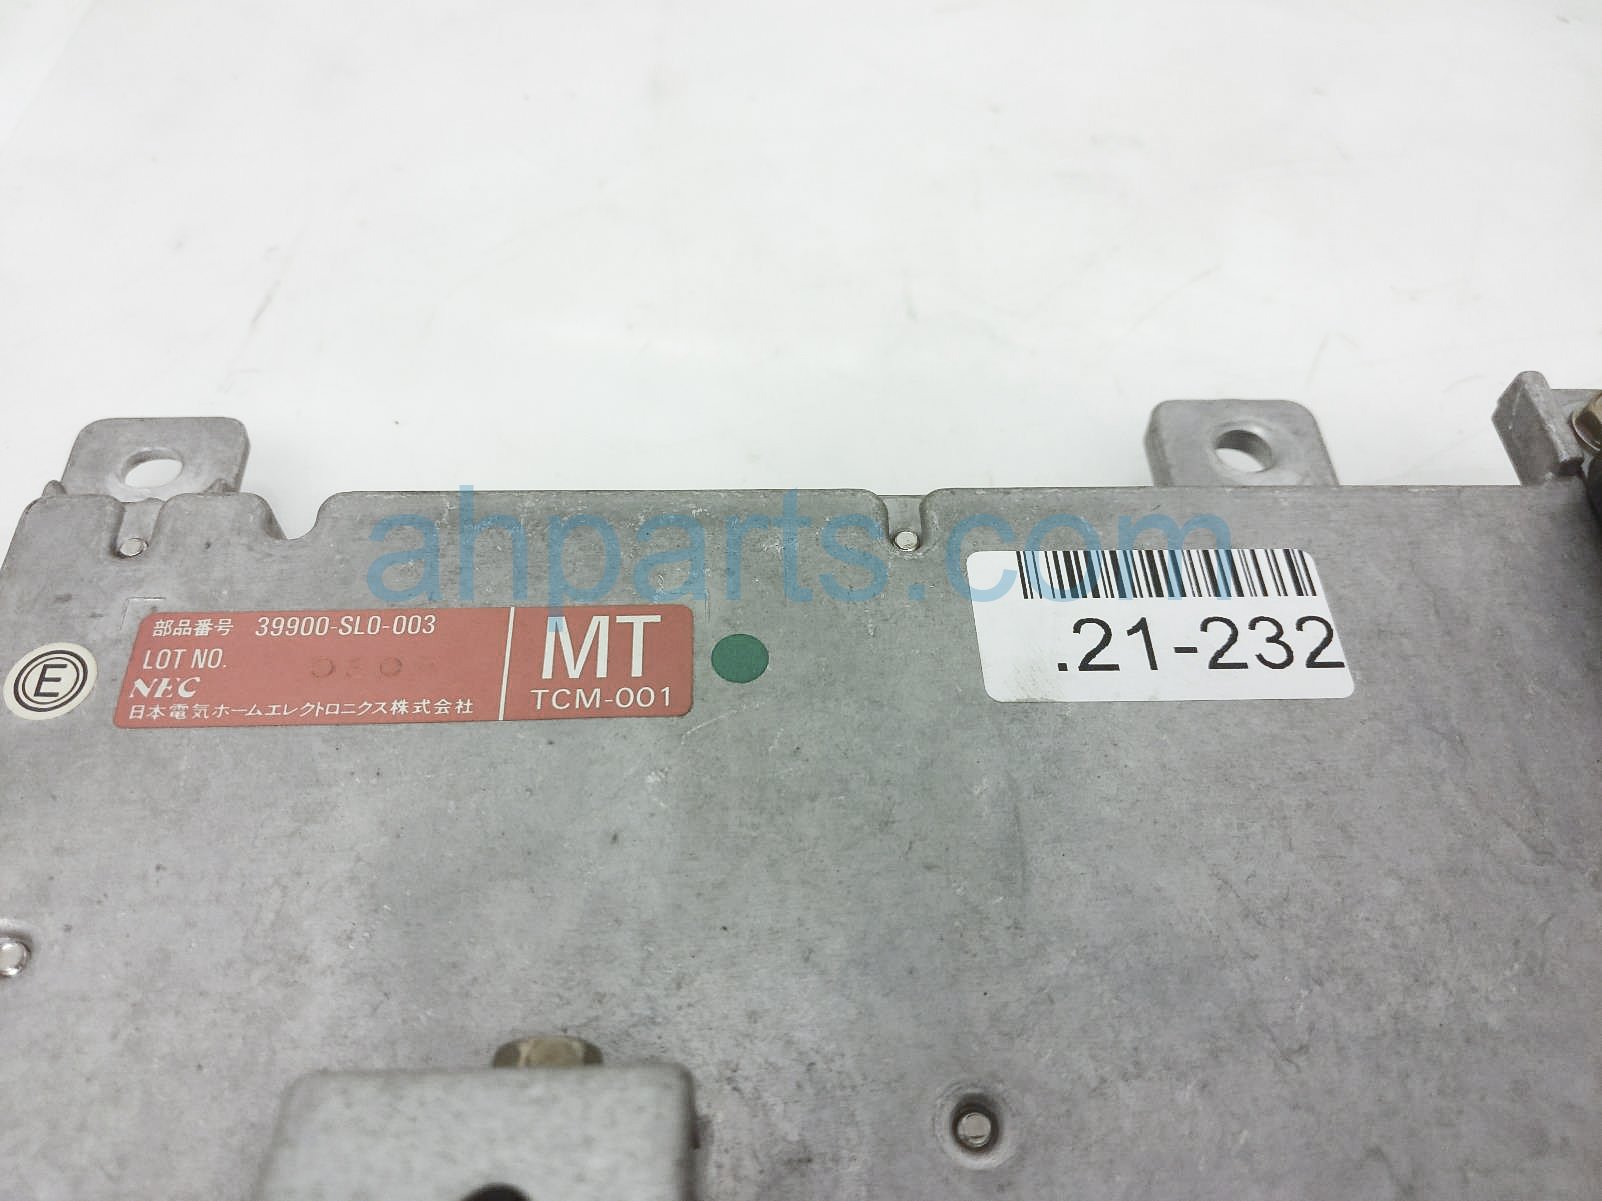 部品番号 39900-SL0-003
LOT NO.
NEC
日本電気ホームエレクトロニクス株式会社
MT
TCM-001
E
.21-232
ahparts.com